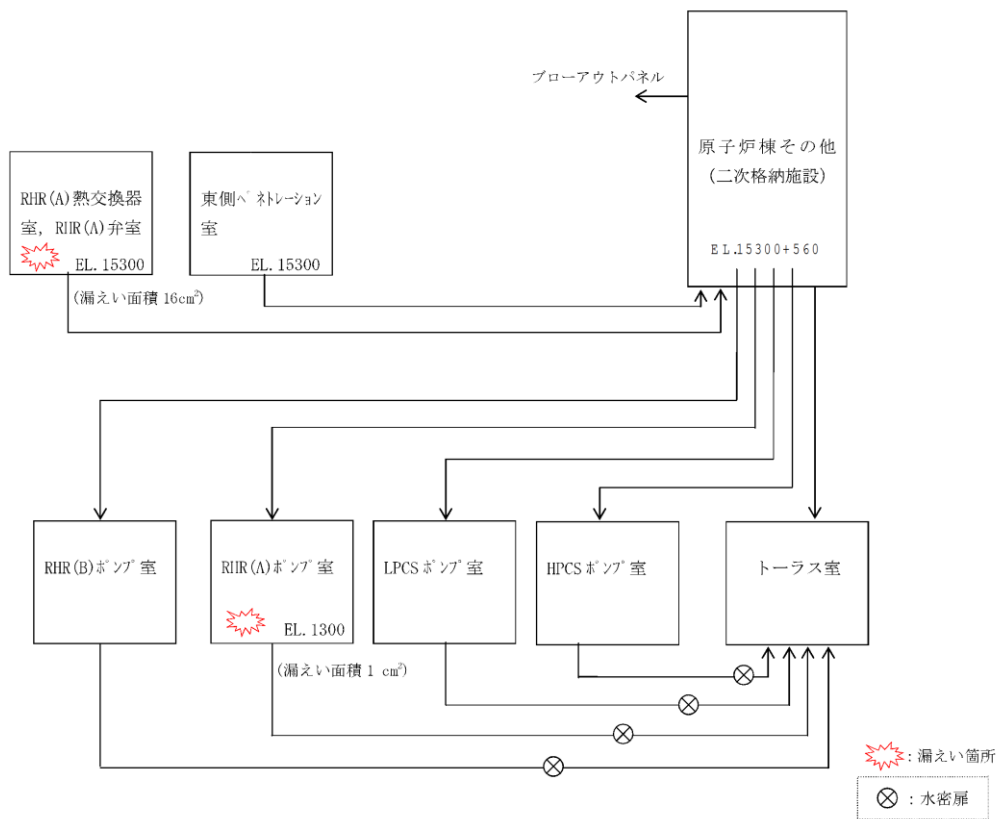 ブローアウトパネル
原子炉棟その他
(二次格納施設)
EL.15300+560
RHR(A)熱交換器
室，RHR(A)弁室
EL.15300
(漏えい面積 16cm²)
東側ペネトレーション
室
EL.15300
RHR(B)ポンプ室
RHR(A)ポンプ室
EL.1300
(漏えい面積 1 cm²)
LPCSポンプ室
HPCSポンプ室
トーラス室
：漏えい箇所
：水密扉